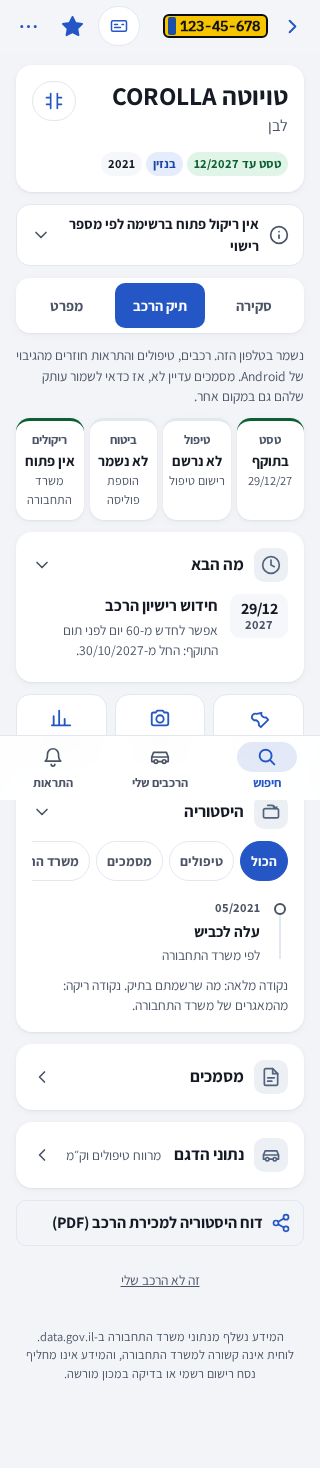 123-45-678
טויוטה COROLLA
לבן
טסט עד 12/2027
בנזין
2021
אין ריקול פתוח ברשימה לפי מספר
רישוי
סקירה
תיק הרכב
מפרט
נשמר בטלפון הזה. רכבים, טיפולים והתראות חוזרים מהגיבוי
של Android. מסמכים עדיין לא, אז כדאי לשמור עותק
שלהם גם במקום אחר.
טסט
בתוקף
29/12/27
טיפול
לא נרשם
רישום טיפול
ביטוח
לא נשמר
הוספת
פוליסה
ריקולים
אין פתוח
משרד
התחבורה
מה הבא
29/12
2027
חידוש רישיון הרכב
אפשר לחדש מ-60 יום לפני תום
התוקף: החל מ-30/10/2027.
חיפוש
הרכבים שלי
התראות
היסטוריה
הכול
טיפולים
מסמכים
משרד הת
05/2021
עלה לכביש
לפי משרד התחבורה
נקודה מלאה: מה שרשמתם בתיק. נקודה ריקה:
מהמאגרים של משרד התחבורה.
מסמכים
נתוני הדגם
מרווח טיפולים וק״מ
דוח היסטוריה למכירת הרכב (PDF)
זה לא הרכב שלי
המידע נשלף מנתוני משרד התחבורה ב-data.gov.il.
לוחית אינה קשורה למשרד התחבורה, והמידע אינו מחליף
נסח רישום רשמי או בדיקה במכון מורשה.